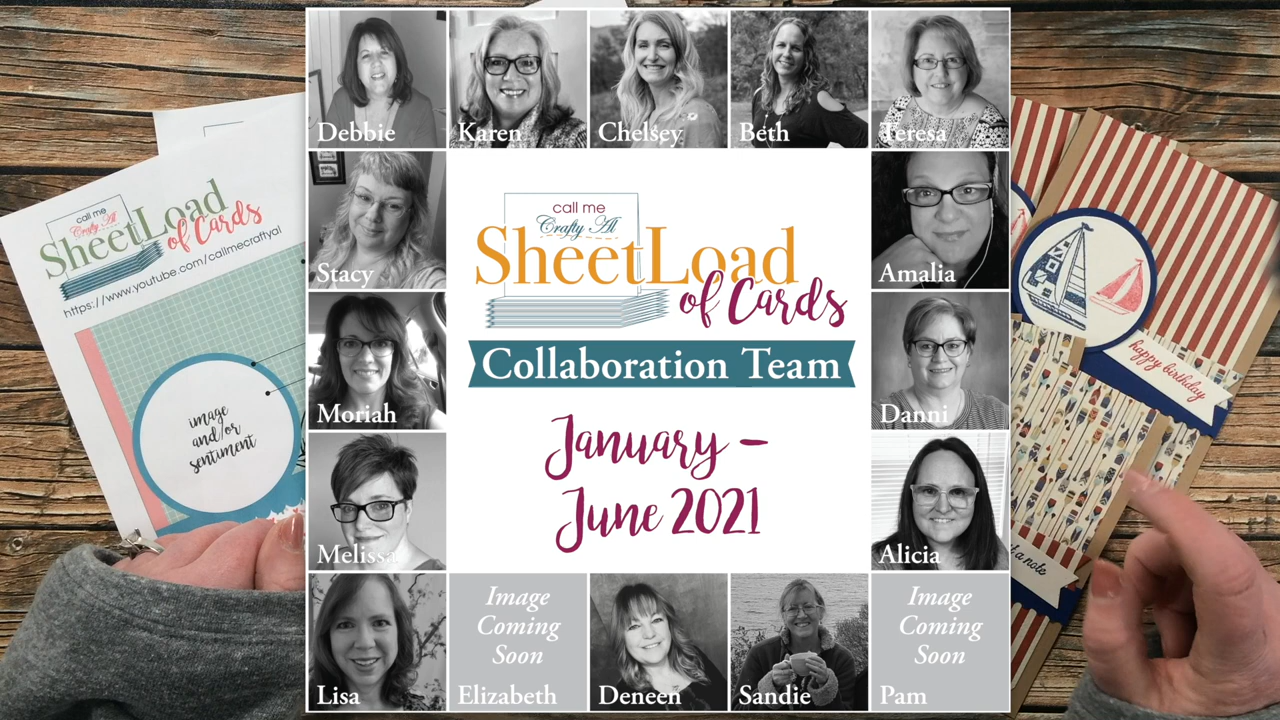 Debbie
Karen
Chelsey
Beth
Teresa
Stacy
Amalia
Moriah
Danni
Melissa
Alicia
Lisa
Image
Coming
Soon
Elizabeth
Deneen
Sandie
Image
Coming
Soon
Pam
call me
Crafty Al
SheetLoad
of Cards
Collaboration Team
January –
June 2021
call me
Crafty Al
SheetLoad
of Cards
https://www.youtube.com/callmecraftyal
image
and/or
sentiment
happy birthday
a note